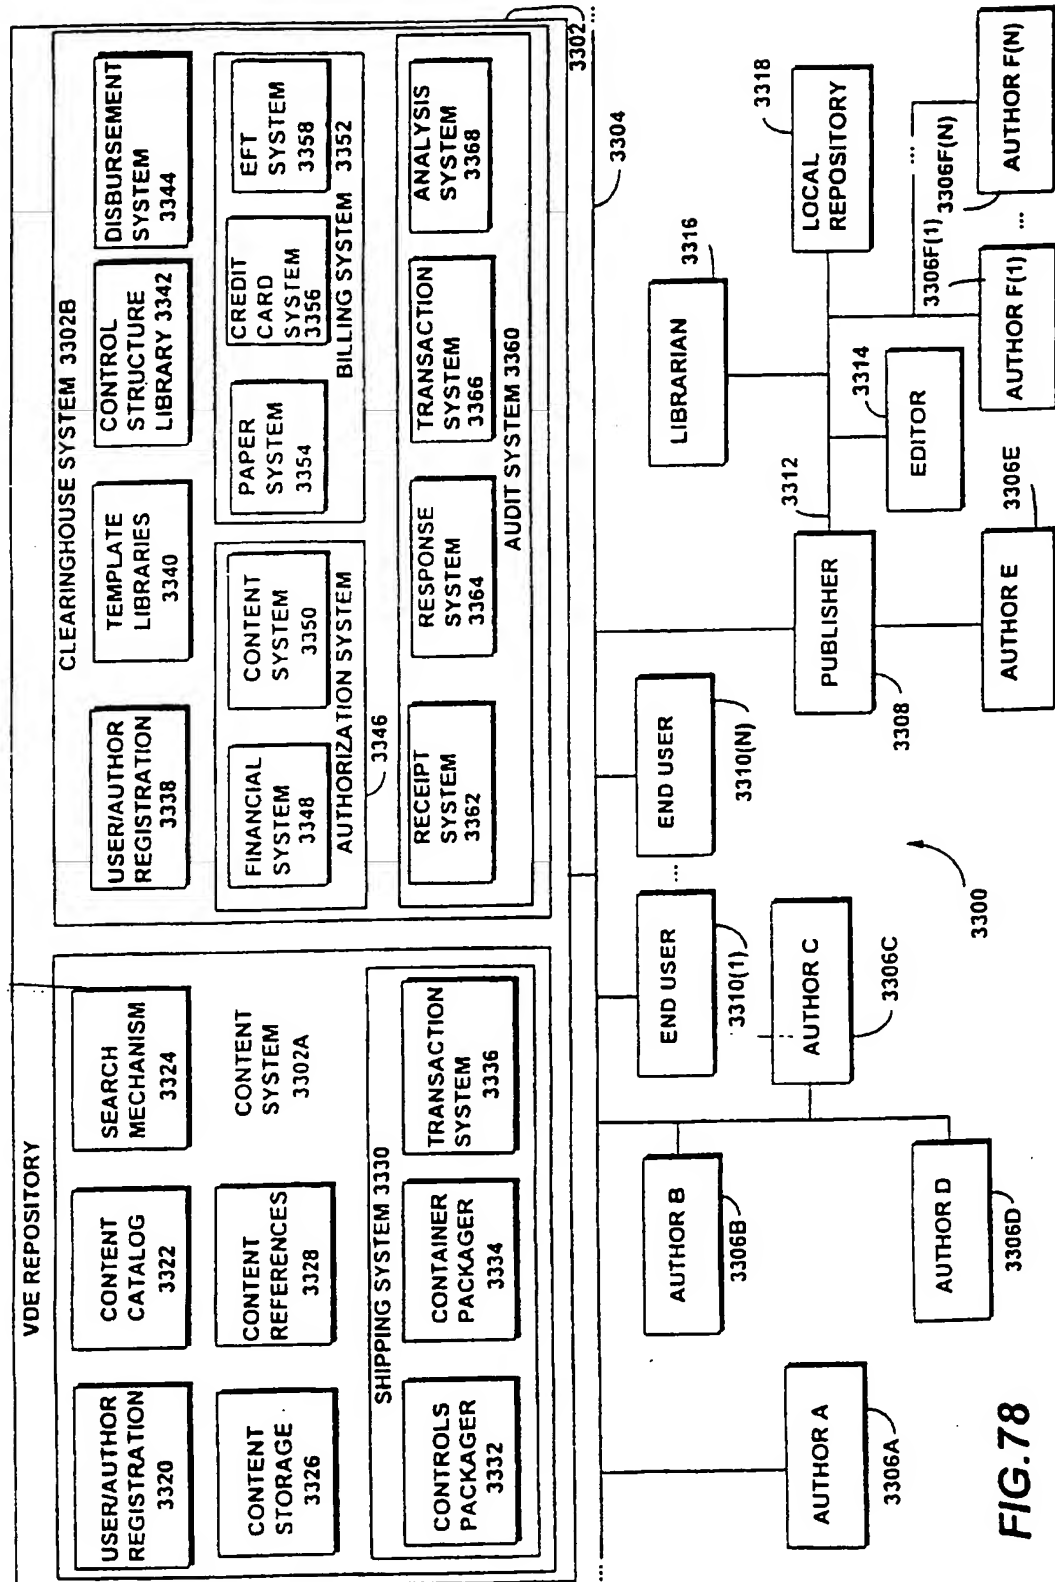 VDE REPOSITORY
USER/AUTHOR
REGISTRATION
3320
CONTENT
CATALOG
3322
SEARCH
MECHANISM
3324
CONTENT
STORAGE
3326
CONTENT
REFERENCES
3328
CONTENT
SYSTEM
3302A
SHIPPING SYSTEM 3330
CONTROLS
PACKAGER
3332
CONTAINER
PACKAGER
3334
TRANSACTION
SYSTEM
3336
CLEARINGHOUSE SYSTEM 3302B
USER/AUTHOR
REGISTRATION
3338
TEMPLATE
LIBRARIES
3340
CONTROL
STRUCTURE
LIBRARY 3342
DISBURSEMENT
SYSTEM
3344
FINANCIAL
SYSTEM
3348
CONTENT
SYSTEM
3350
AUTHORIZATION SYSTEM
3346
PAPER
SYSTEM
3354
CREDIT
CARD
SYSTEM
3356
EFT
SYSTEM
3358
BILLING SYSTEM 3352
RECEIPT
SYSTEM
3362
RESPONSE
SYSTEM
3364
TRANSACTION
SYSTEM
3366
ANALYSIS
SYSTEM
3368
AUDIT SYSTEM 3360
3302
...
...
3304
AUTHOR A
3306A
AUTHOR B
3306B
AUTHOR C
3306C
AUTHOR D
3306D
END USER
3310(1)
...
END USER
3310(N)
PUBLISHER
3308
3312
AUTHOR E
3306E
EDITOR
3314
LIBRARIAN
3316
LOCAL
REPOSITORY
3318
AUTHOR F(1)
3306F(1)
...
...
AUTHOR F(N)
3306F(N)
3300
FIG.78